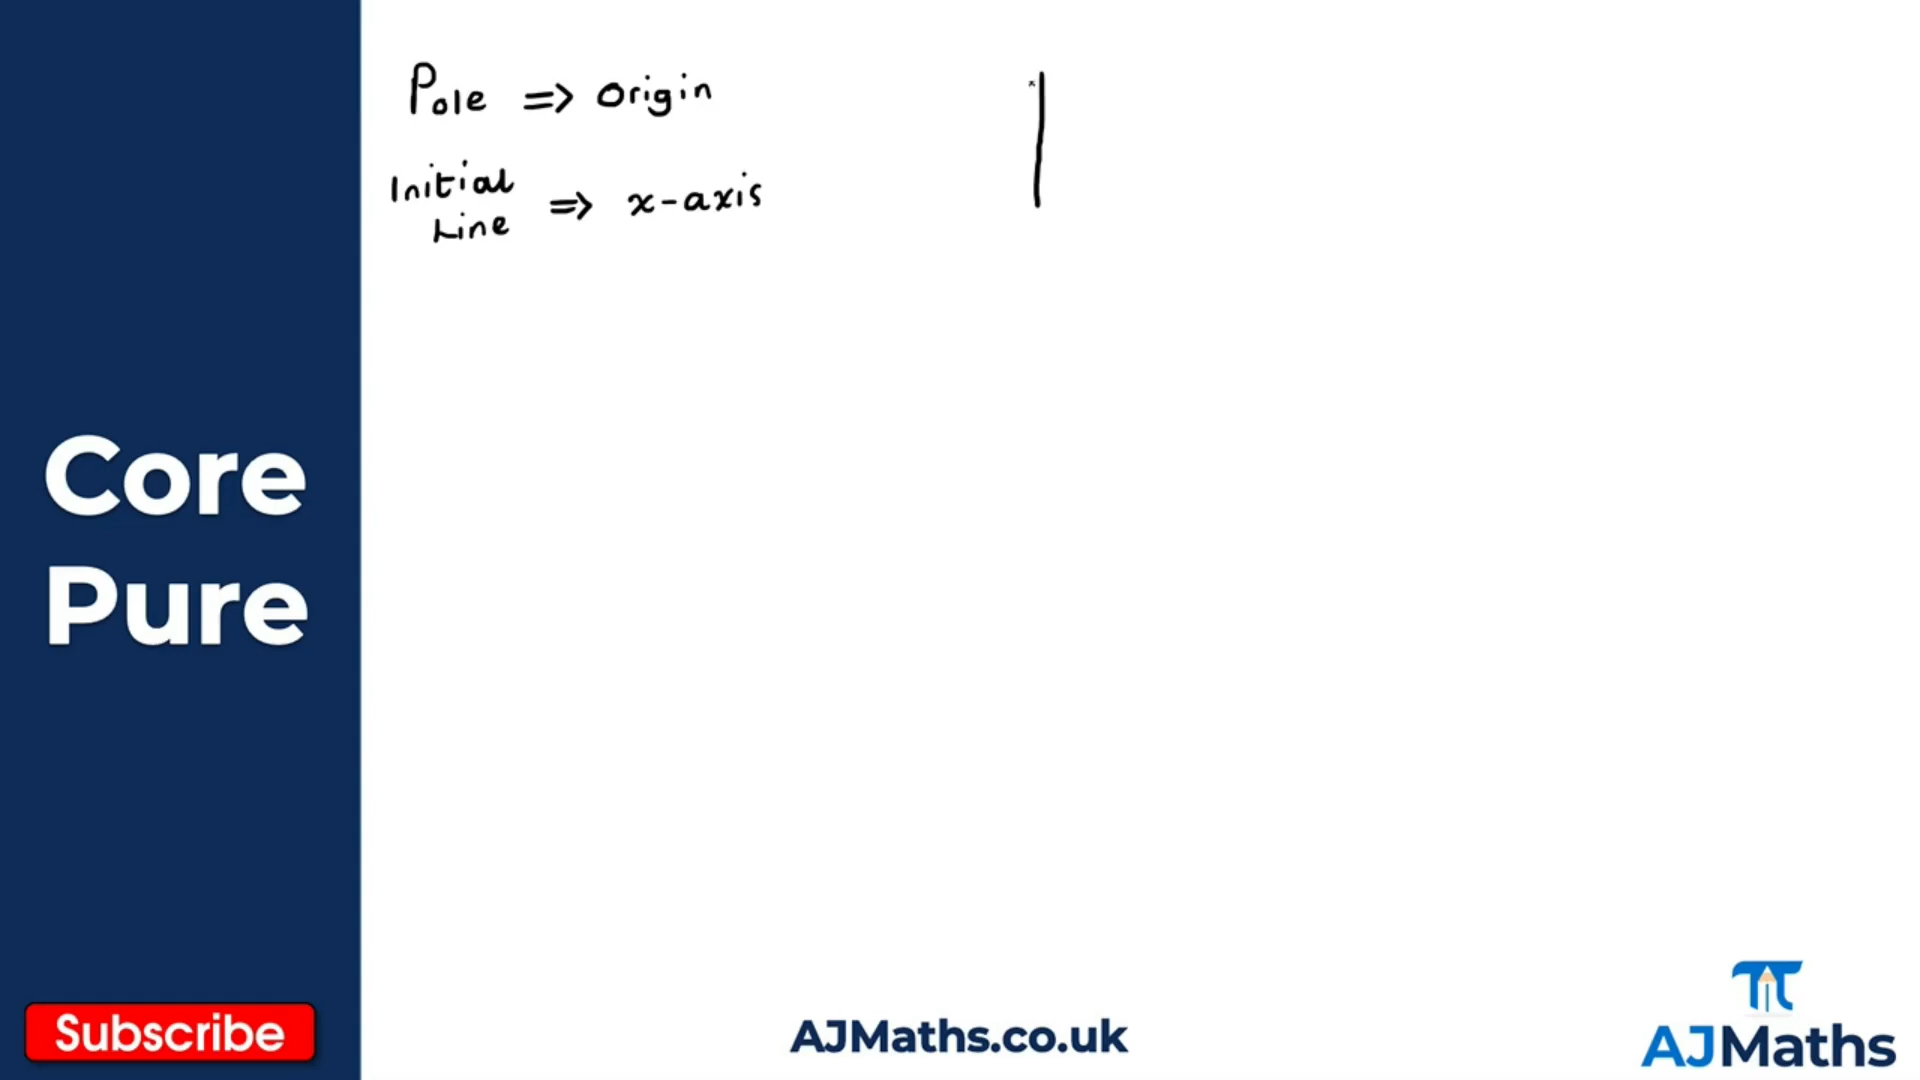 Pole => origin
Initial
Line => x-axis
Core
Pure
Subscribe
AJMaths.co.uk
AJMaths